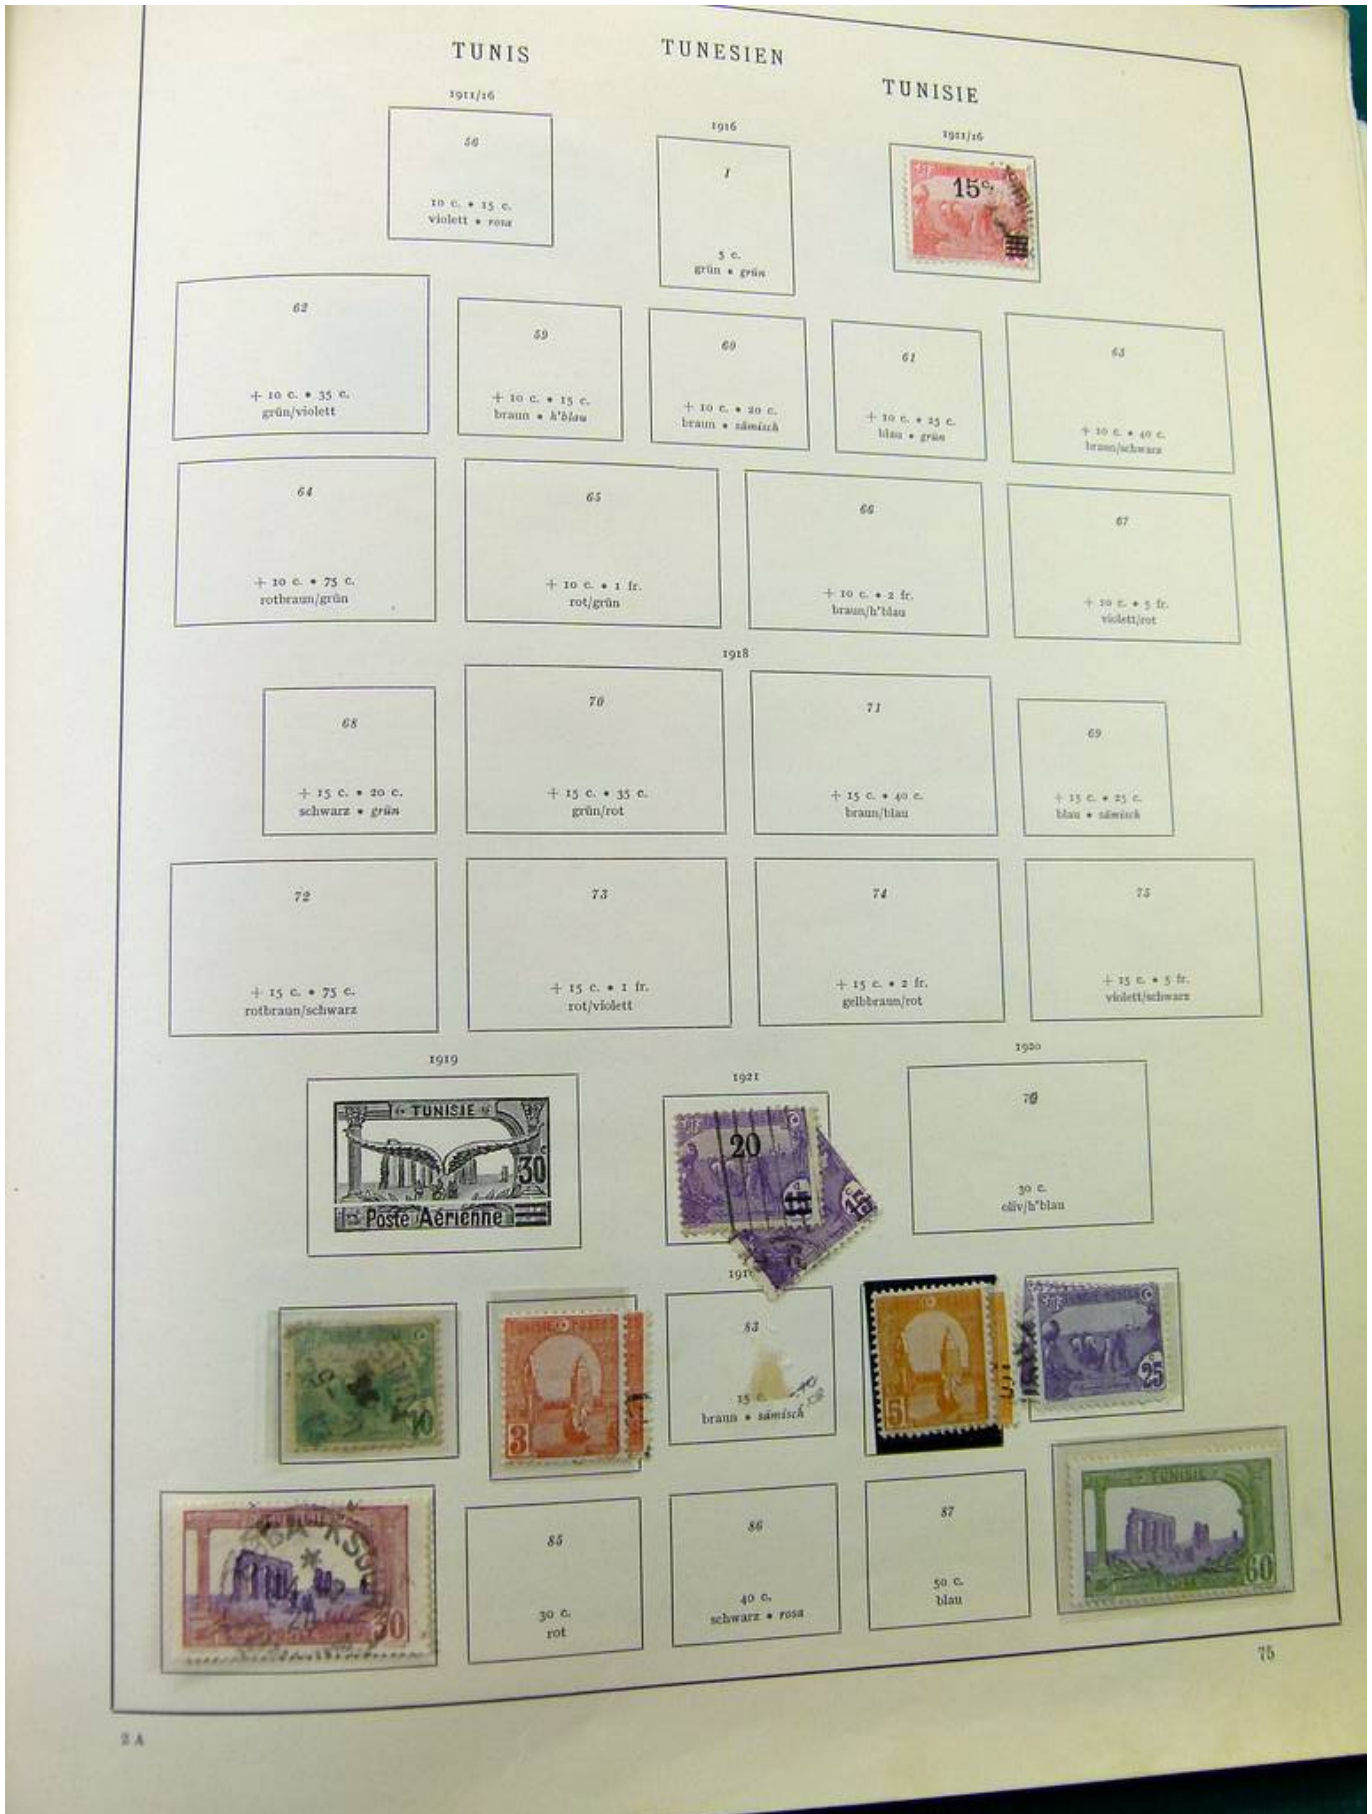 TUNIS
TUNESIEN
TUNISIE
1911/16
56
10 c. • 15 c.
violett • rosa
1916
1
5 c.
grün • grün
1911/16
15c
62
+ 10 c. • 35 c.
grün/violett
59
+ 10 c. • 15 c.
braun • h'blau
60
+ 10 c. • 20 c.
braun • sämisch
61
+ 10 c. • 25 c.
blau • grün
63
+ 10 c. • 40 c.
braun/schwarz
64
+ 10 c. • 75 c.
rotbraun/grün
65
+ 10 c. • 1 fr.
rot/grün
66
+ 10 c. • 2 fr.
braun/h'blau
67
+ 10 c. • 5 fr.
violett/rot
1918
68
+ 15 c. • 20 c.
schwarz • grün
70
+ 15 c. • 35 c.
grün/rot
71
+ 15 c. • 40 c.
braun/blau
69
+ 15 c. • 25 c.
blau • sämisch
72
+ 15 c. • 75 c.
rotbraun/schwarz
73
+ 15 c. • 1 fr.
rot/violett
74
+ 15 c. • 2 fr.
gelbbraun/rot
75
+ 15 c. • 5 fr.
violett/schwarz
1919
TUNISIE
30
Poste Aérienne
1921
20
15
1920
30 c.
oliv/h'blau
10
TUNISIE POSTES
3
83
15 c.
braun • sämisch
5
25
30
85
30 c.
rot
86
40 c.
schwarz • rosa
87
50 c.
blau
TUNISIE
60
75
2 A